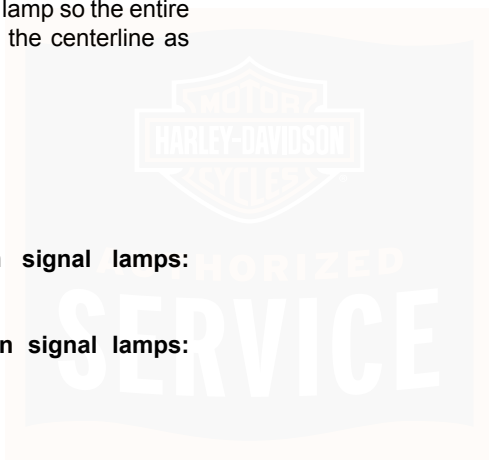 lamp so the entire
the centerline as
MOTOR
HARLEY-DAVIDSON
CYCLES
signal lamps:
AUTHORIZED
n signal lamps:
SERVICE